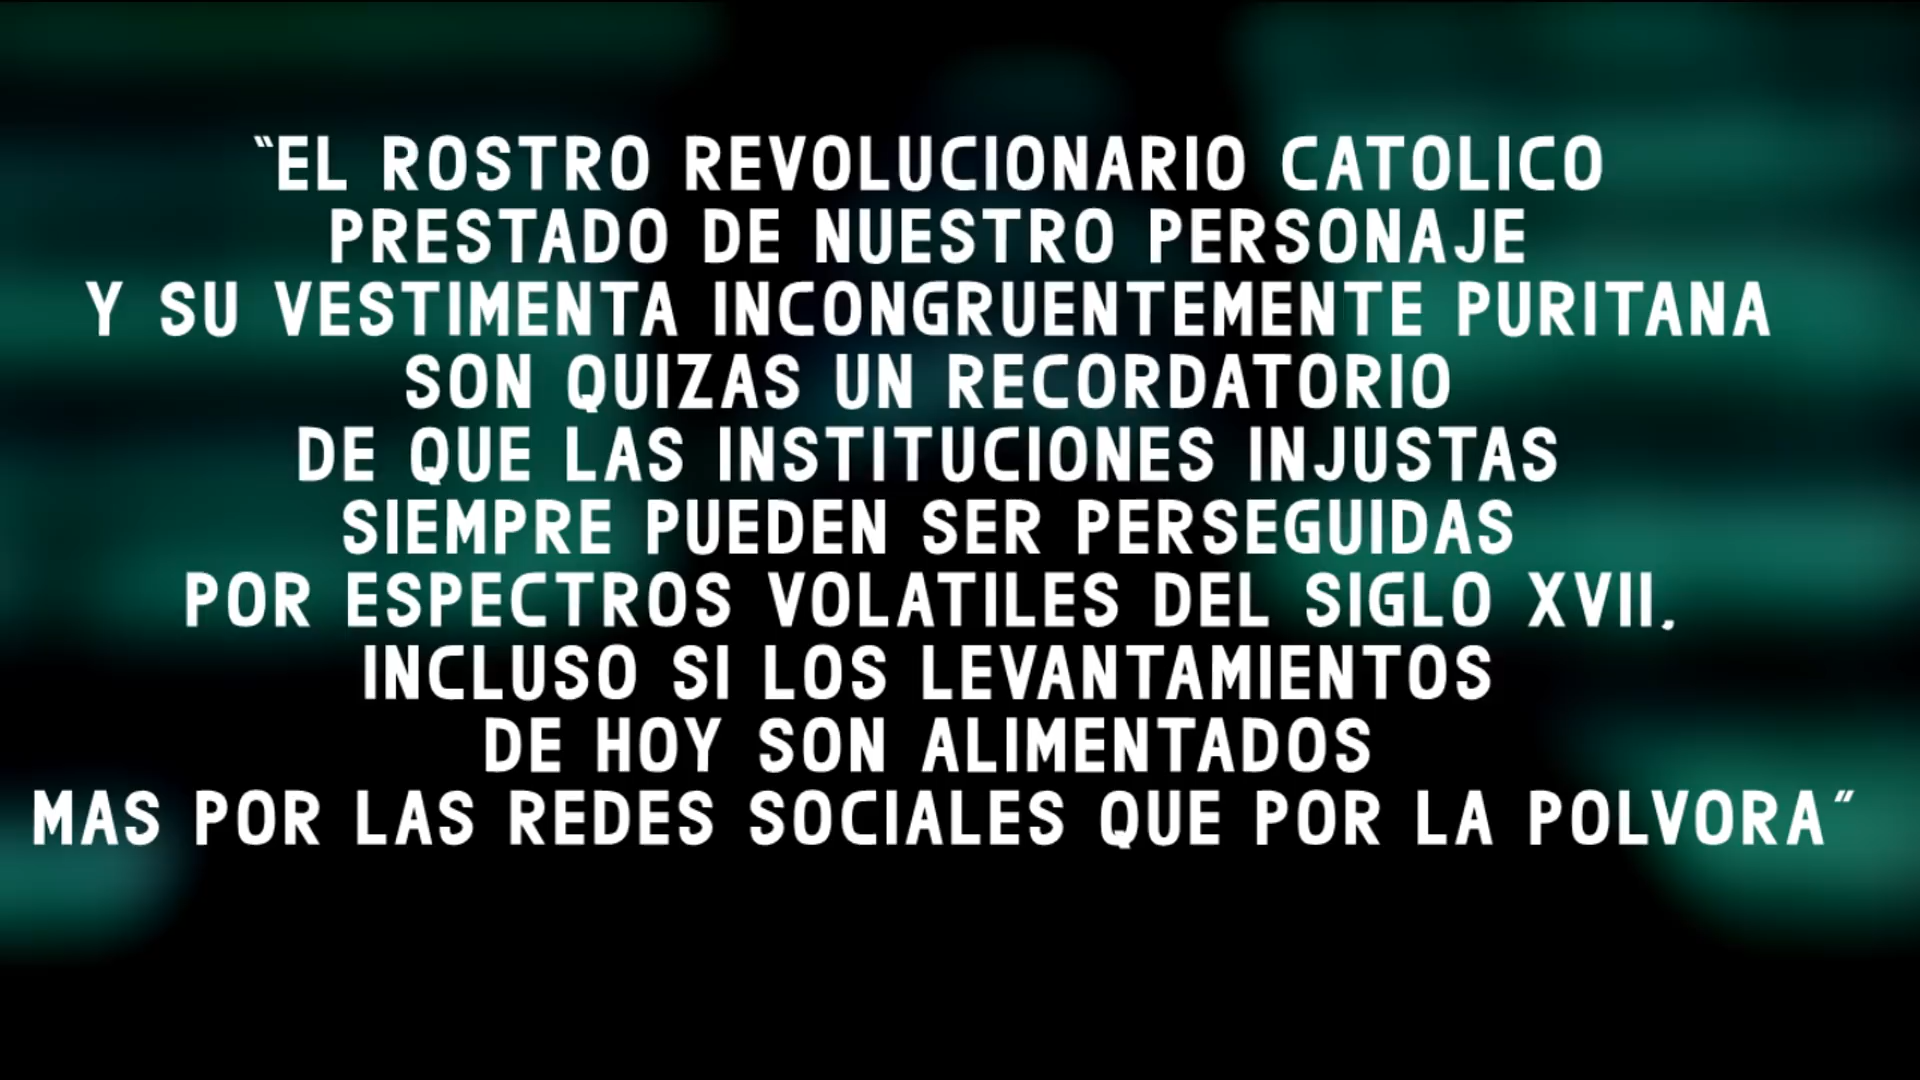 “EL ROSTRO REVOLUCIONARIO CATOLICO
PRESTADO DE NUESTRO PERSONAJE
Y SU VESTIMENTA INCONGRUENTEMENTE PURITANA
SON QUIZAS UN RECORDATORIO
DE QUE LAS INSTITUCIONES INJUSTAS
SIEMPRE PUEDEN SER PERSEGUIDAS
POR ESPECTROS VOLATILES DEL SIGLO XVII,
INCLUSO SI LOS LEVANTAMIENTOS
DE HOY SON ALIMENTADOS
MAS POR LAS REDES SOCIALES QUE POR LA POLVORA”